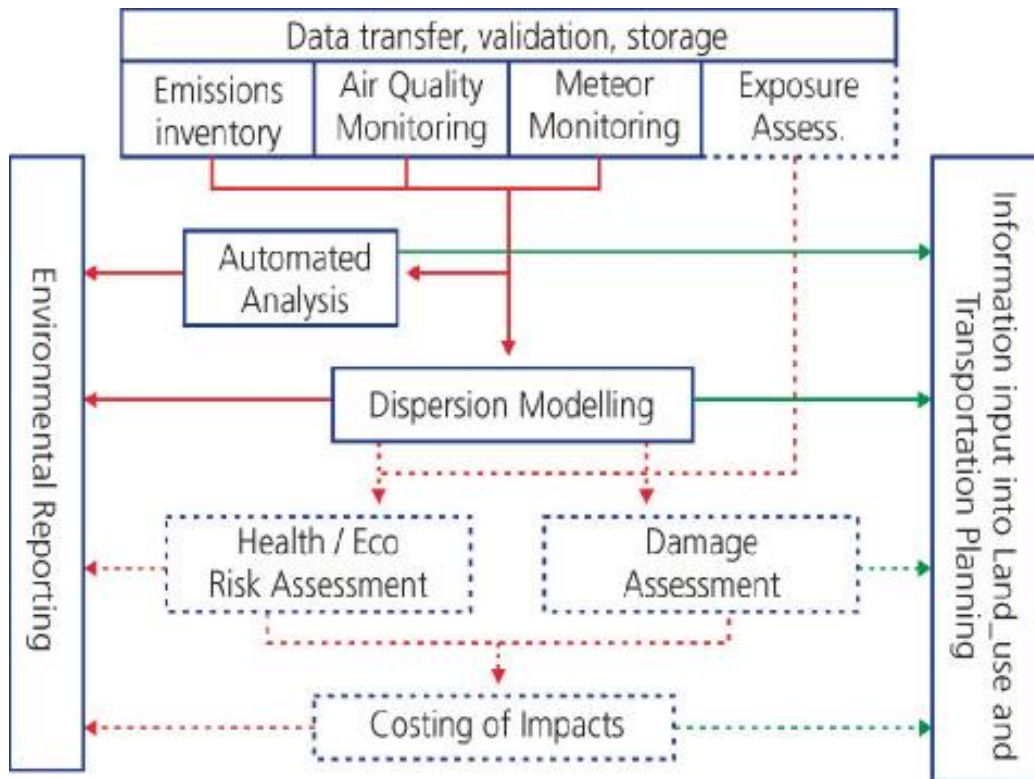 Data transfer, validation, storage
Emissions
inventory
Air Quality
Monitoring
Meteor
Monitoring
Exposure
Assess.
Environmental Reporting
Automated
Analysis
Dispersion Modelling
Health / Eco
Risk Assessment
Damage
Assessment
Costing of Impacts
Information input into Land_use and
Transportation Planning